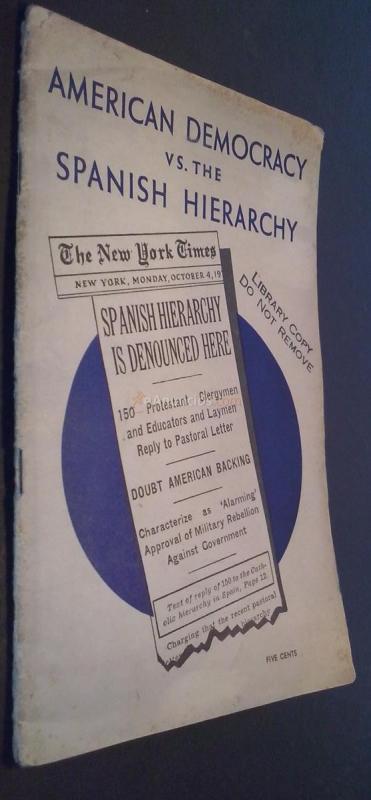 AMERICAN DEMOCRACY
VS. THE
SPANISH HIERARCHY
The New York Times
NEW YORK, MONDAY, OCTOBER 4, 19
LIBRARY COPY
DO NOT REMOVE
SPANISH HIERARCHY
IS DENOUNCED HERE
150 Protestant Clergymen
and Educators and Laymen
Reply to Pastoral Letter
DOUBT AMERICAN BACKING
Characterize as 'Alarming'
Approval of Military Rebellion
Against Government
Text of reply of 150 to the Cath-
olic hierarchy in Spain, Page 12.
Charging that the recent pastoral
hierarchy
FIVE CENTS